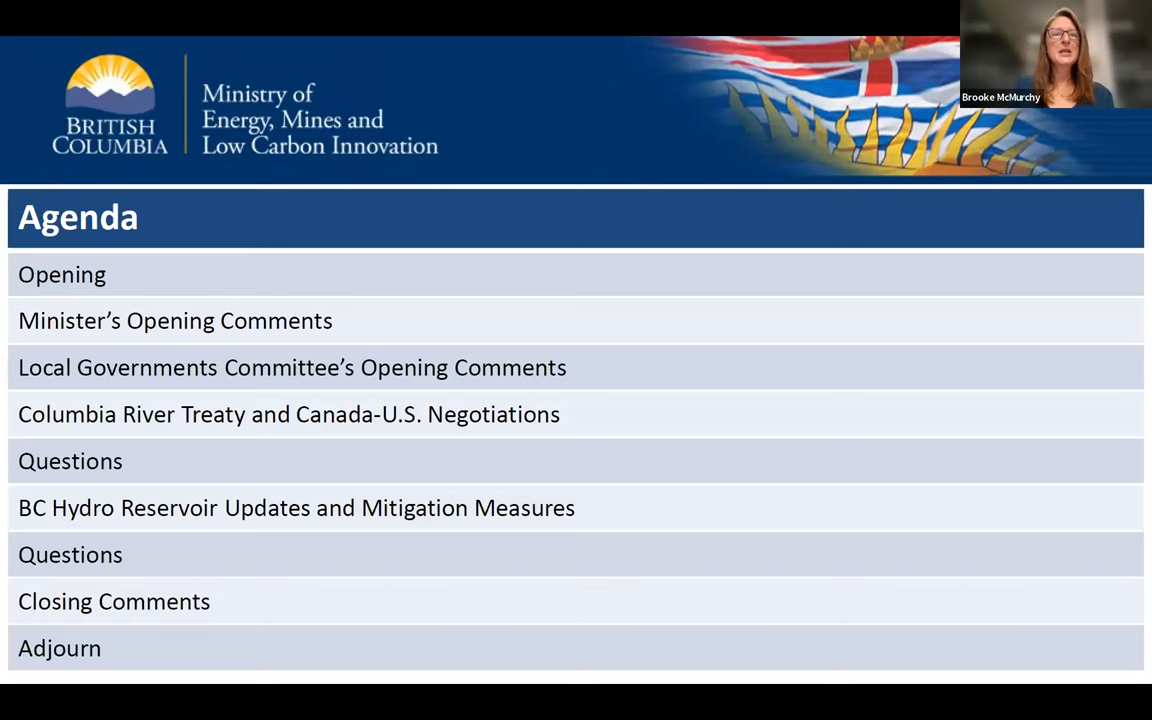 BRITISH
COLUMBIA
Ministry of
Energy, Mines and
Low Carbon Innovation
Brooke McMurchy
Agenda
Opening
Minister's Opening Comments
Local Governments Committee's Opening Comments
Columbia River Treaty and Canada-U.S. Negotiations
Questions
BC Hydro Reservoir Updates and Mitigation Measures
Questions
Closing Comments
Adjourn